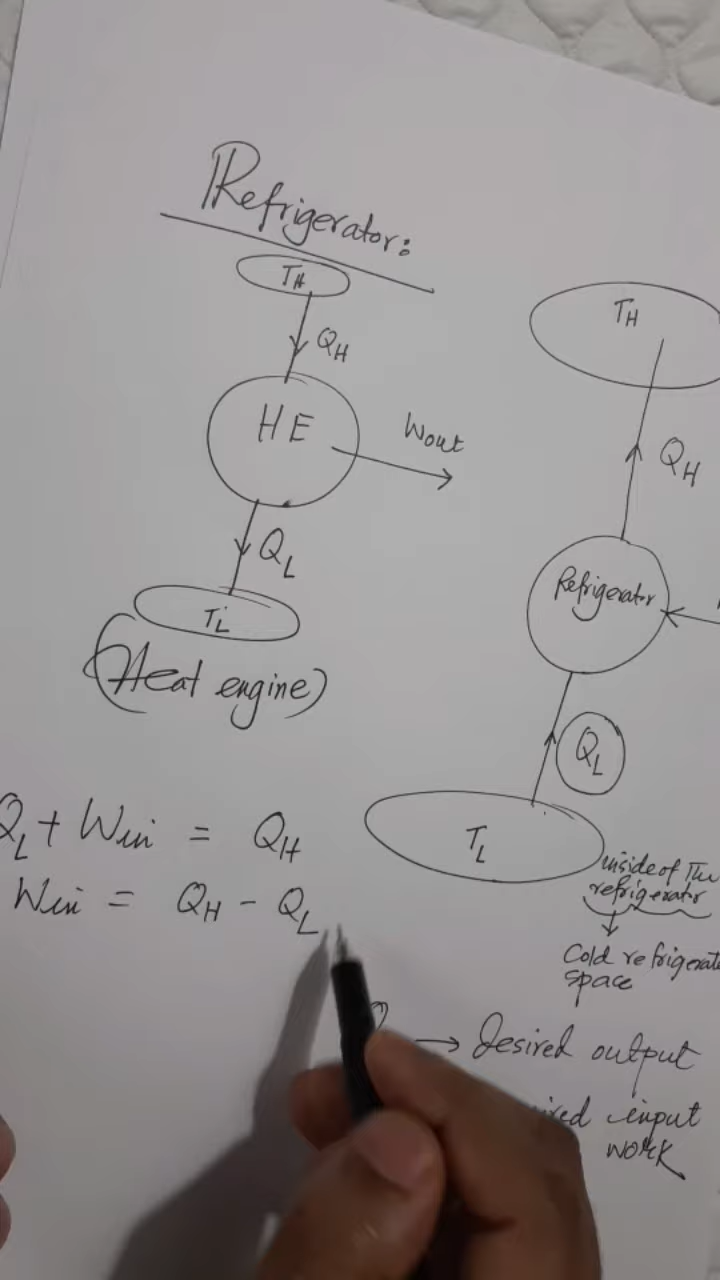 Refrigerator:
TH
QH
HE
Wout
QL
TL
(Heat engine)
TH
QH
Refrigerator
QL
TL
inside of the
refrigerator
Cold refrigerat
space
QL + Win = QH
Win = QH - QL
→ desired output
input
work